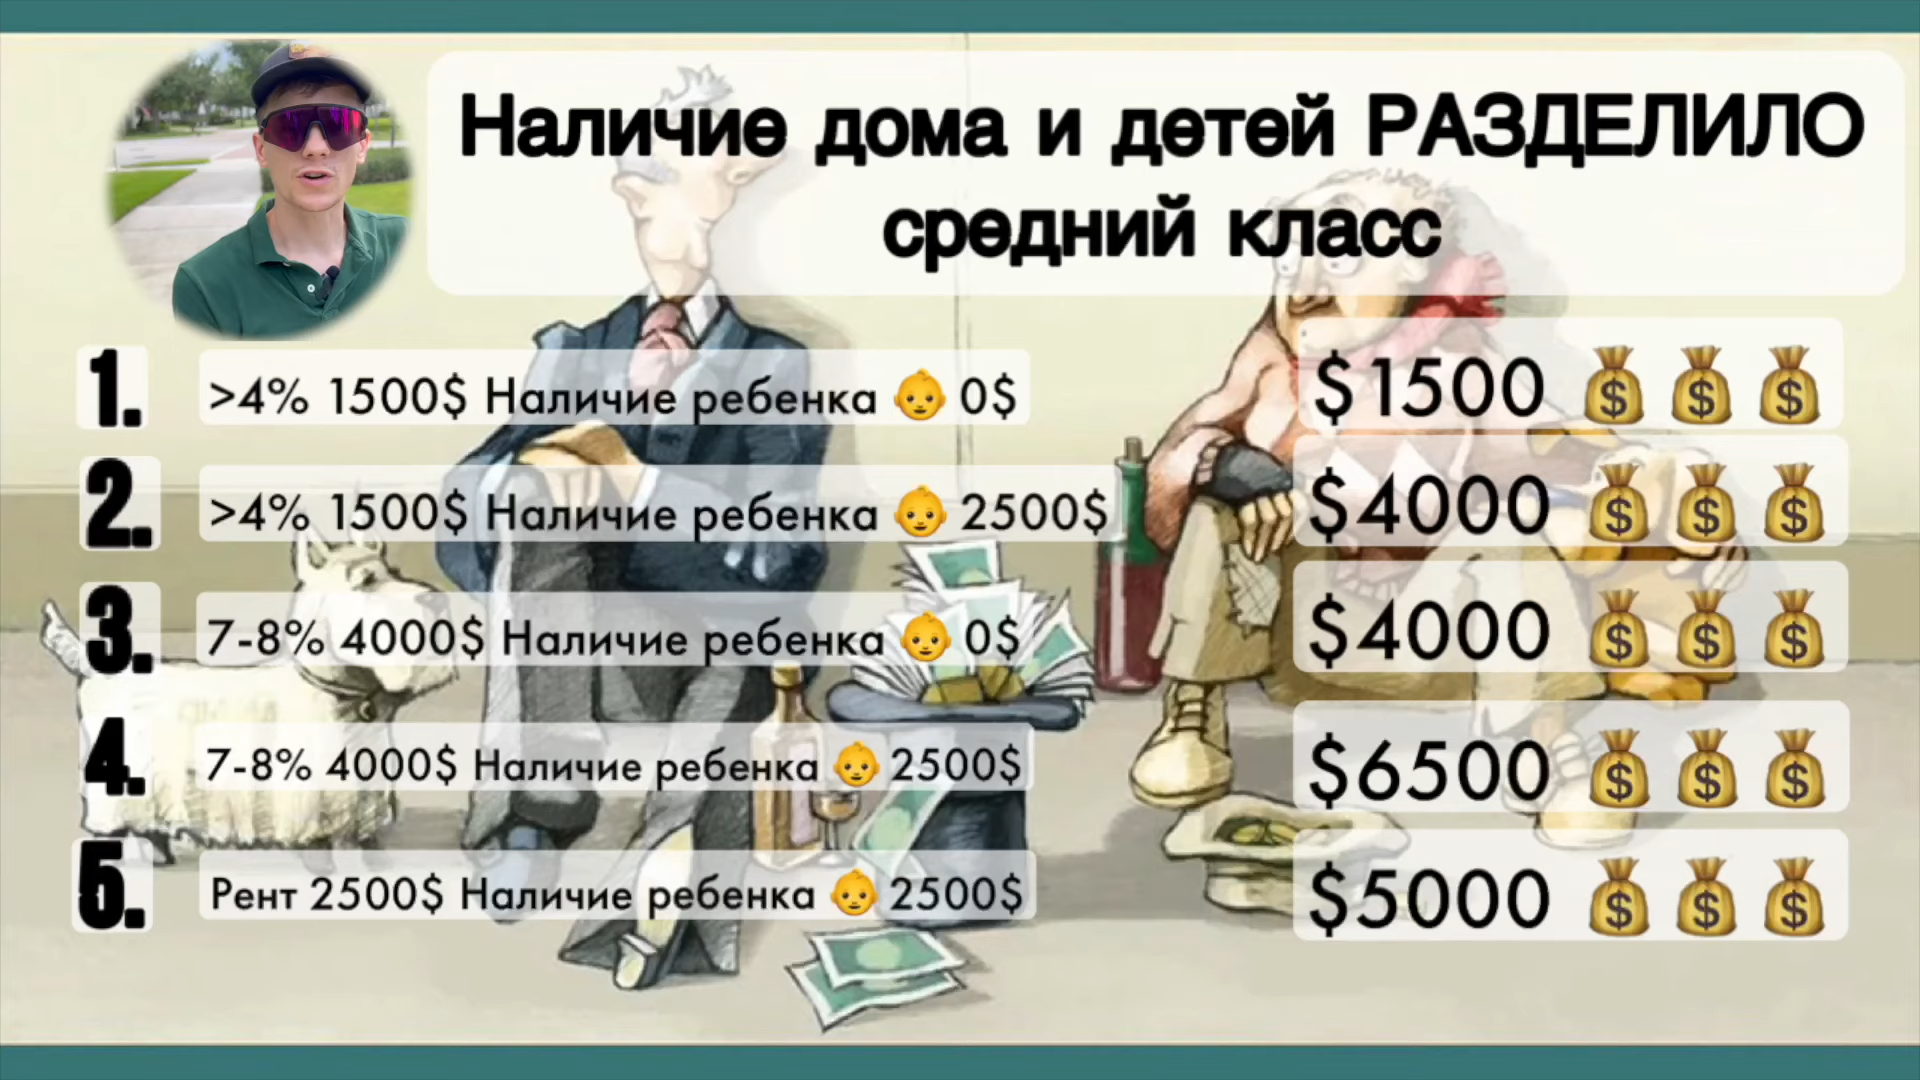 Наличие дома и детей РАЗДЕЛИЛО
средний класс
1. >4% 1500$ Наличие ребенка 👶 0$ $1500 💰 💰 💰
2. >4% 1500$ Наличие ребенка 👶 2500$ $4000 💰 💰 💰
3. 7-8% 4000$ Наличие ребенка 👶 0$ $4000 💰 💰 💰
4. 7-8% 4000$ Наличие ребенка 👶 2500$ $6500 💰 💰 💰
5. Рент 2500$ Наличие ребенка 👶 2500$ $5000 💰 💰 💰